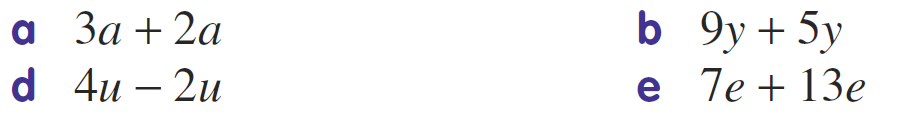 a 3a + 2a b 9y + 5y
d 4u − 2u e 7e + 13e